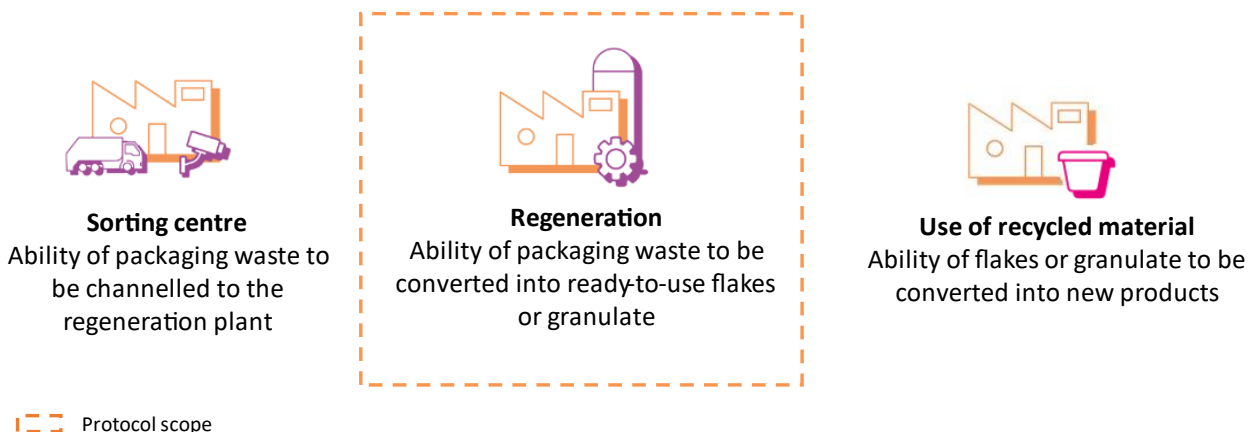 Sorting centre
Ability of packaging waste to
be channelled to the
regeneration plant
Regeneration
Ability of packaging waste to be
converted into ready-to-use flakes
or granulate
Use of recycled material
Ability of flakes or granulate to be
converted into new products
Protocol scope